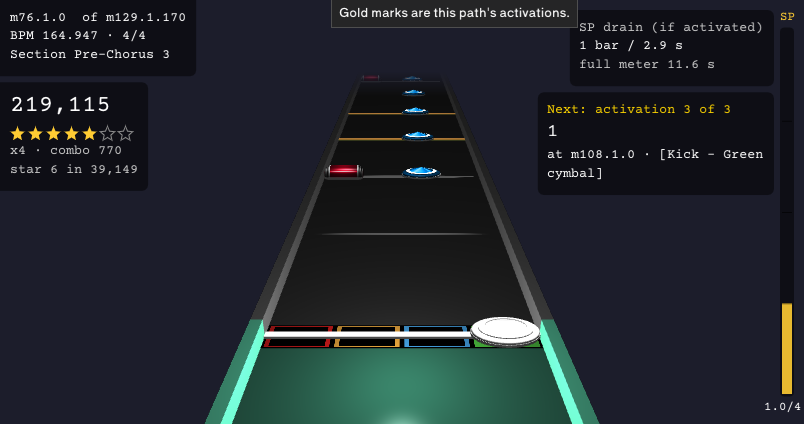 m76.1.0 of m129.1.170
BPM 164.947 · 4/4
Section Pre-Chorus 3
219,115
x4 · combo 770
star 6 in 39,149
Gold marks are this path's activations.
SP drain (if activated)
1 bar / 2.9 s
full meter 11.6 s
Next: activation 3 of 3
1
at m108.1.0 · [Kick - Green
cymbal]
SP
1.0/4